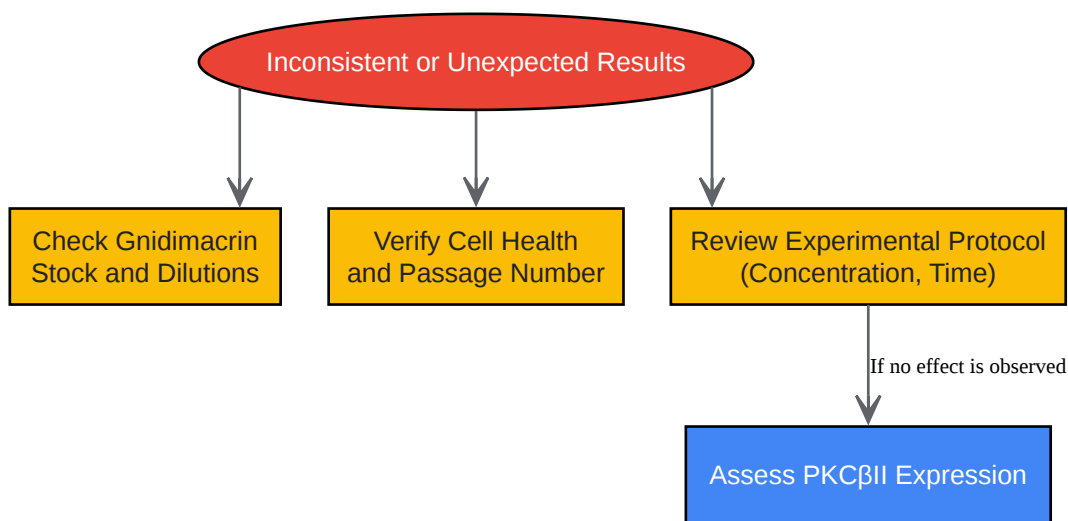 Inconsistent or Unexpected Results
Check Gnidimacrin
Stock and Dilutions
Verify Cell Health
and Passage Number
Review Experimental Protocol
(Concentration, Time)
If no effect is observed
Assess PKCβII Expression